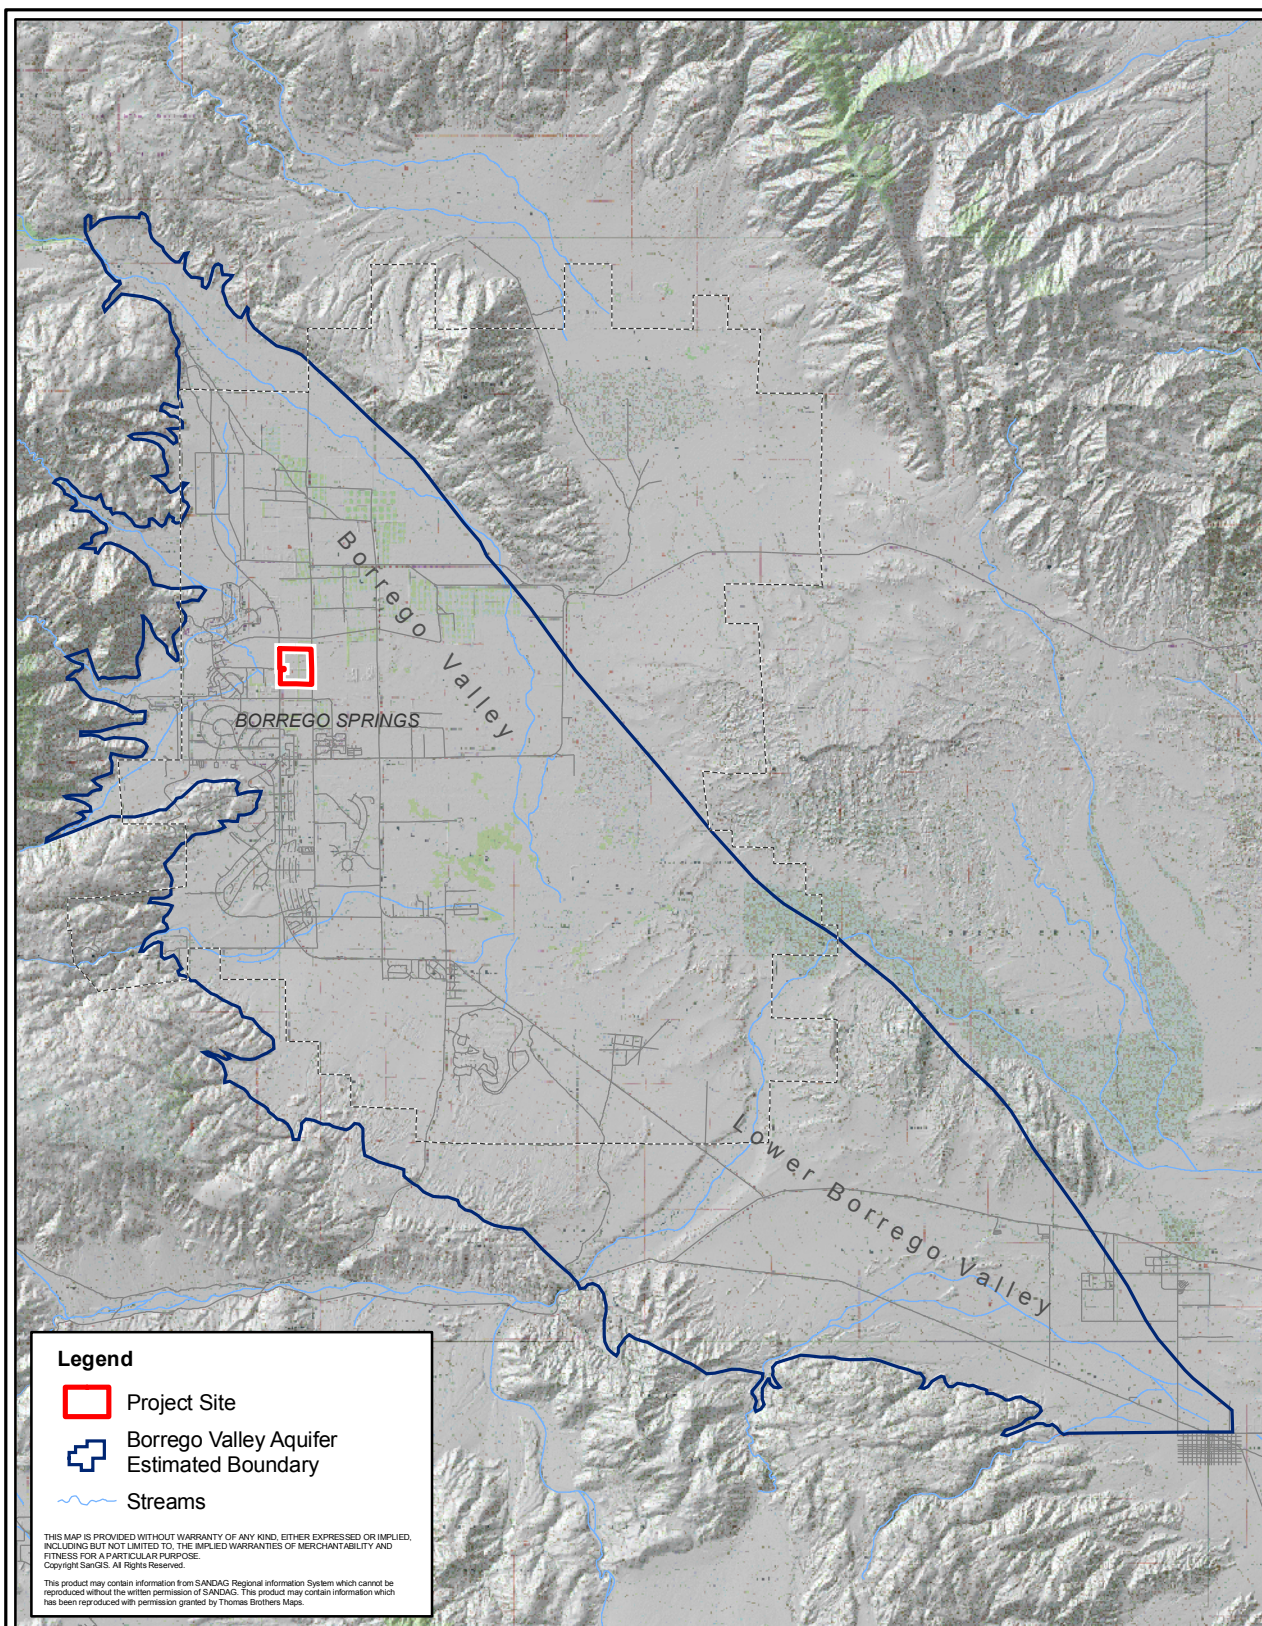 Borrego Valley
BORREGO SPRINGS
Lower Borrego Valley
Legend
Project Site
Borrego Valley Aquifer
Estimated Boundary
Streams
THIS MAP IS PROVIDED WITHOUT WARRANTY OF ANY KIND, EITHER EXPRESSED OR IMPLIED,
INCLUDING BUT NOT LIMITED TO, THE IMPLIED WARRANTIES OF MERCHANTABILITY AND
FITNESS FOR A PARTICULAR PURPOSE.
Copyright SanGIS. All Rights Reserved.
This product may contain information from SANDAG Regional information System which cannot be
reproduced without the written permission of SANDAG. This product may contain information which
has been reproduced with permission granted by Thomas Brothers Maps.